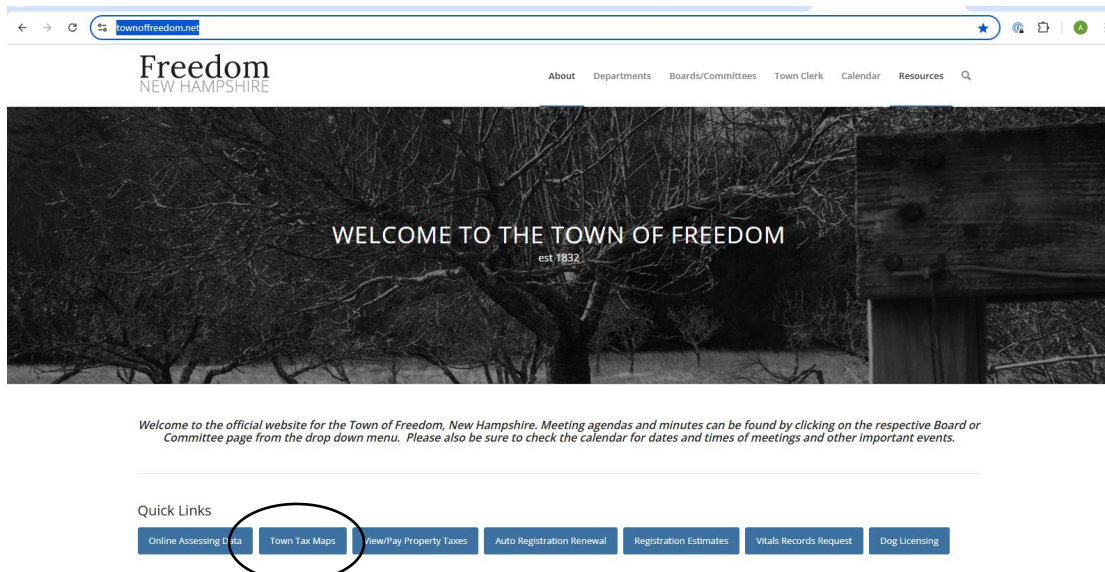 townoffreedom.net
A
Freedom
NEW HAMPSHIRE
About Departments Boards/Committees Town Clerk Calendar Resources
WELCOME TO THE TOWN OF FREEDOM
est 1832
Welcome to the official website for the Town of Freedom, New Hampshire. Meeting agendas and minutes can be found by clicking on the respective Board or
Committee page from the drop down menu. Please also be sure to check the calendar for dates and times of meetings and other important events.
Quick Links
Online Assessing Data Town Tax Maps View/Pay Property Taxes Auto Registration Renewal Registration Estimates Vitals Records Request Dog Licensing